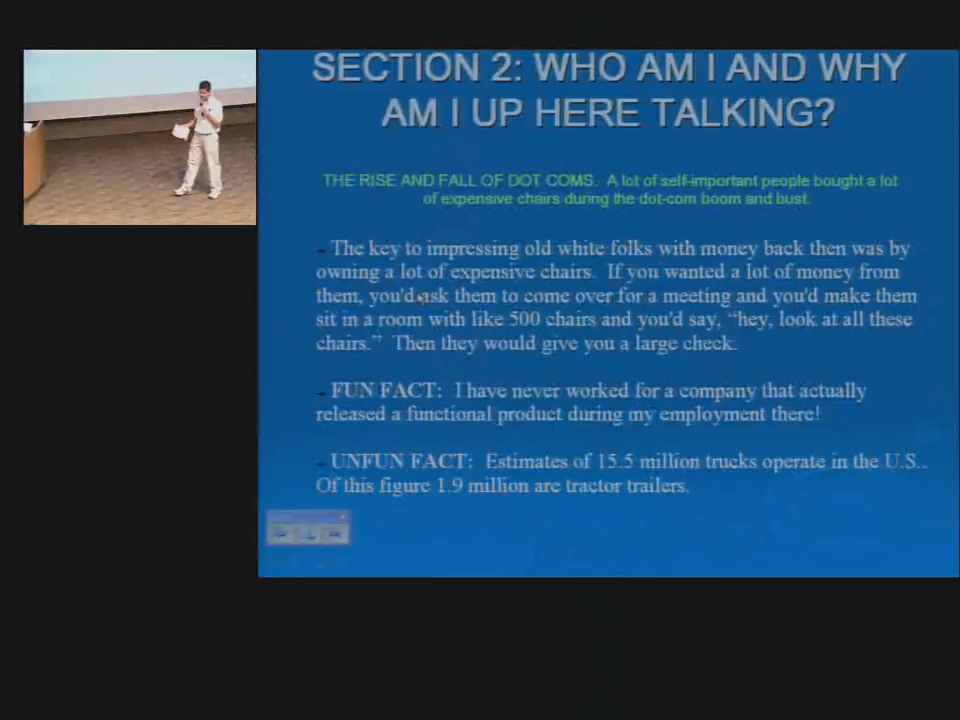 SECTION 2: WHO AM I AND WHY
AM I UP HERE TALKING?
THE RISE AND FALL OF DOT COMS. A lot of self-important people bought a lot
of expensive chairs during the dot-com boom and bust.
The key to impressing old white folks with money back then was by
owning a lot of expensive chairs. If you wanted a lot of money from
them, you'd ask them to come over for a meeting and you'd make them
sit in a room with like 500 chairs and you'd say, “hey, look at all these
chairs.” Then they would give you a large check.
FUN FACT: I have never worked for a company that actually
released a functional product during my employment there!
UNFUN FACT: Estimates of 15.5 million trucks operate in the U.S..
Of this figure 1.9 million are tractor trailers.